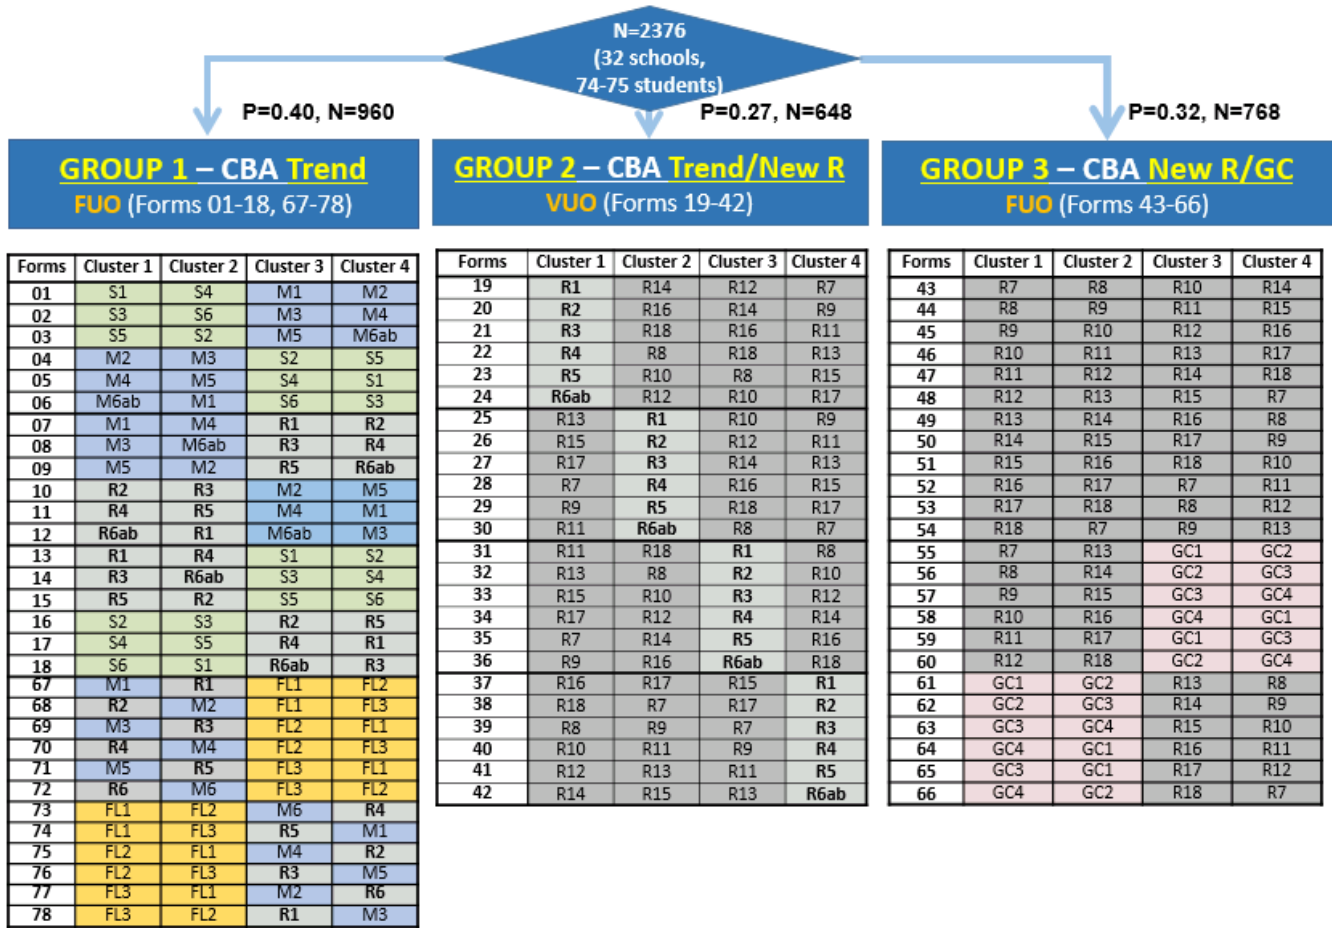 N=2376
(32 schools,
74-75 students)
P=0.40, N=960
P=0.27, N=648
P=0.32, N=768
GROUP 1 – CBA Trend
FUO (Forms 01-18, 67-78)
GROUP 2 – CBA Trend/New R
VUO (Forms 19-42)
GROUP 3 – CBA New R/GC
FUO (Forms 43-66)
Forms Cluster 1 Cluster 2 Cluster 3 Cluster 4
01 S1 S4 M1 M2
02 S3 S6 M3 M4
03 S5 S2 M5 M6ab
04 M2 M3 S2 S5
05 M4 M5 S4 S1
06 M6ab M1 S6 S3
07 M1 M4 R1 R2
08 M3 M6ab R3 R4
09 M5 M2 R5 R6ab
10 R2 R3 M2 M5
11 R4 R5 M4 M1
12 R6ab R1 M6ab M3
13 R1 R4 S1 S2
14 R3 R6ab S3 S4
15 R5 R2 S5 S6
16 S2 S3 R2 R5
17 S4 S5 R4 R1
18 S6 S1 R6ab R3
67 M1 R1 FL1 FL2
68 R2 M2 FL1 FL3
69 M3 R3 FL2 FL1
70 R4 M4 FL2 FL3
71 M5 R5 FL3 FL1
72 R6 M6 FL3 FL2
73 FL1 FL2 M6 R4
74 FL1 FL3 R5 M1
75 FL2 FL1 M4 R2
76 FL2 FL3 R3 M5
77 FL3 FL1 M2 R6
78 FL3 FL2 R1 M3
Forms Cluster 1 Cluster 2 Cluster 3 Cluster 4
19 R1 R14 R12 R7
20 R2 R16 R14 R9
21 R3 R18 R16 R11
22 R4 R8 R18 R13
23 R5 R10 R8 R15
24 R6ab R12 R10 R17
25 R13 R1 R10 R9
26 R15 R2 R12 R11
27 R17 R3 R14 R13
28 R7 R4 R16 R15
29 R9 R5 R18 R17
30 R11 R6ab R8 R7
31 R11 R18 R1 R8
32 R13 R8 R2 R10
33 R15 R10 R3 R12
34 R17 R12 R4 R14
35 R7 R14 R5 R16
36 R9 R16 R6ab R18
37 R16 R17 R15 R1
38 R18 R7 R17 R2
39 R8 R9 R7 R3
40 R10 R11 R9 R4
41 R12 R13 R11 R5
42 R14 R15 R13 R6ab
Forms Cluster 1 Cluster 2 Cluster 3 Cluster 4
43 R7 R8 R10 R14
44 R8 R9 R11 R15
45 R9 R10 R12 R16
46 R10 R11 R13 R17
47 R11 R12 R14 R18
48 R12 R13 R15 R7
49 R13 R14 R16 R8
50 R14 R15 R17 R9
51 R15 R16 R18 R10
52 R16 R17 R7 R11
53 R17 R18 R8 R12
54 R18 R7 R9 R13
55 R7 R13 GC1 GC2
56 R8 R14 GC2 GC3
57 R9 R15 GC3 GC4
58 R10 R16 GC4 GC1
59 R11 R17 GC1 GC3
60 R12 R18 GC2 GC4
61 GC1 GC2 R13 R8
62 GC2 GC3 R14 R9
63 GC3 GC4 R15 R10
64 GC4 GC1 R16 R11
65 GC3 GC1 R17 R12
66 GC4 GC2 R18 R7